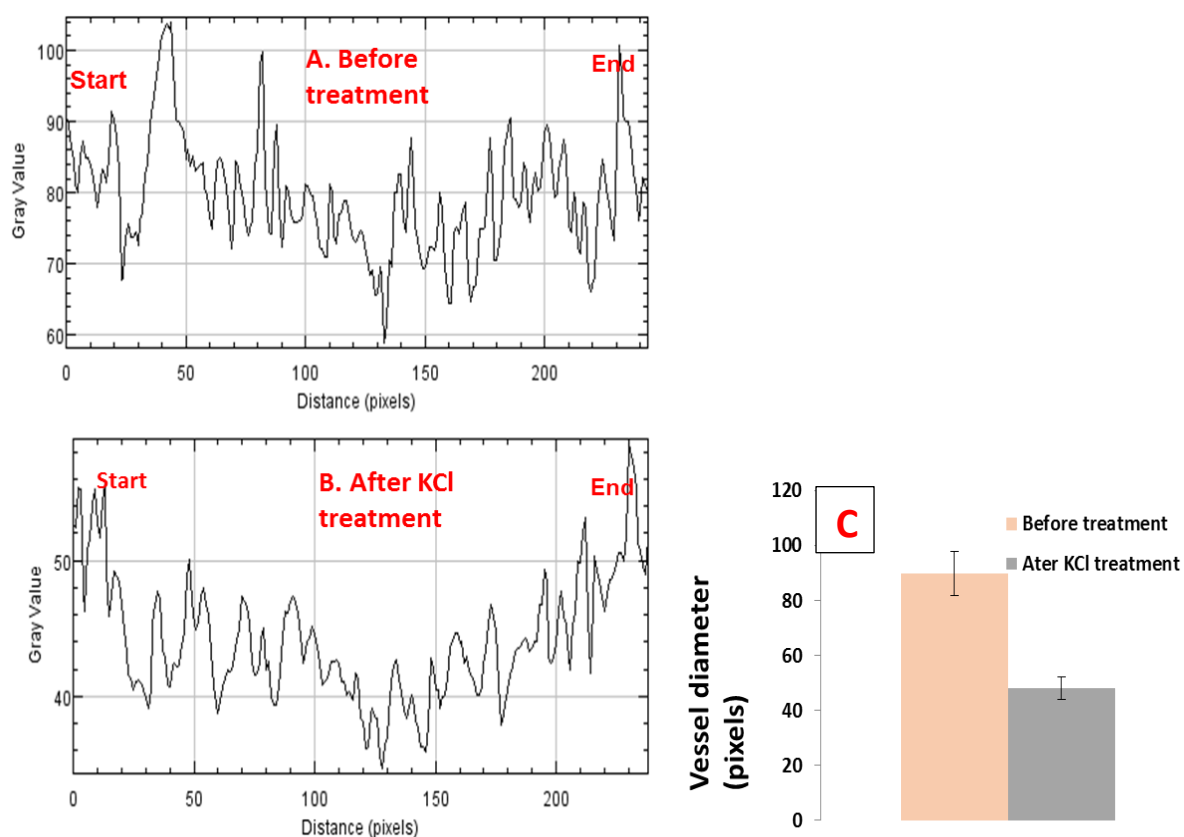 100
90
80
70
60
Gray Value
Start
A. Before
treatment
End
0
50
100
150
200
Distance (pixels)
50
40
Gray Value
Start
B. After KCl
treatment
End
0
50
100
150
200
Distance (pixels)
120
100
80
60
40
20
0
Vessel diameter
(pixels)
C
Before treatment
Ater KCl treatment